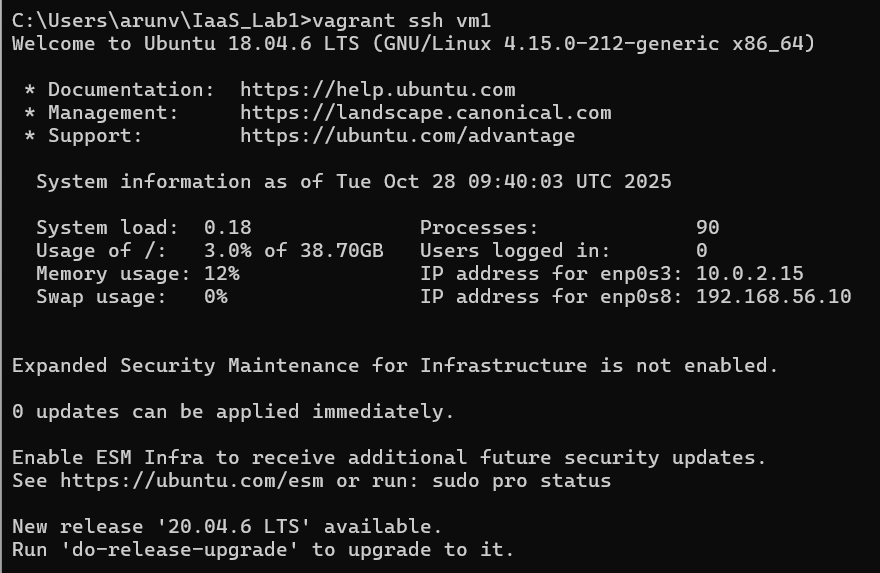 C:\Users\arunv\IaaS_Lab1>vagrant ssh vm1
Welcome to Ubuntu 18.04.6 LTS (GNU/Linux 4.15.0-212-generic x86_64)
* Documentation: https://help.ubuntu.com
* Management: https://landscape.canonical.com
* Support: https://ubuntu.com/advantage
System information as of Tue Oct 28 09:40:03 UTC 2025
System load: 0.18 Processes: 90
Usage of /: 3.0% of 38.70GB Users logged in: 0
Memory usage: 12% IP address for enp0s3: 10.0.2.15
Swap usage: 0% IP address for enp0s8: 192.168.56.10
Expanded Security Maintenance for Infrastructure is not enabled.
0 updates can be applied immediately.
Enable ESM Infra to receive additional future security updates.
See https://ubuntu.com/esm or run: sudo pro status
New release '20.04.6 LTS' available.
Run 'do-release-upgrade' to upgrade to it.